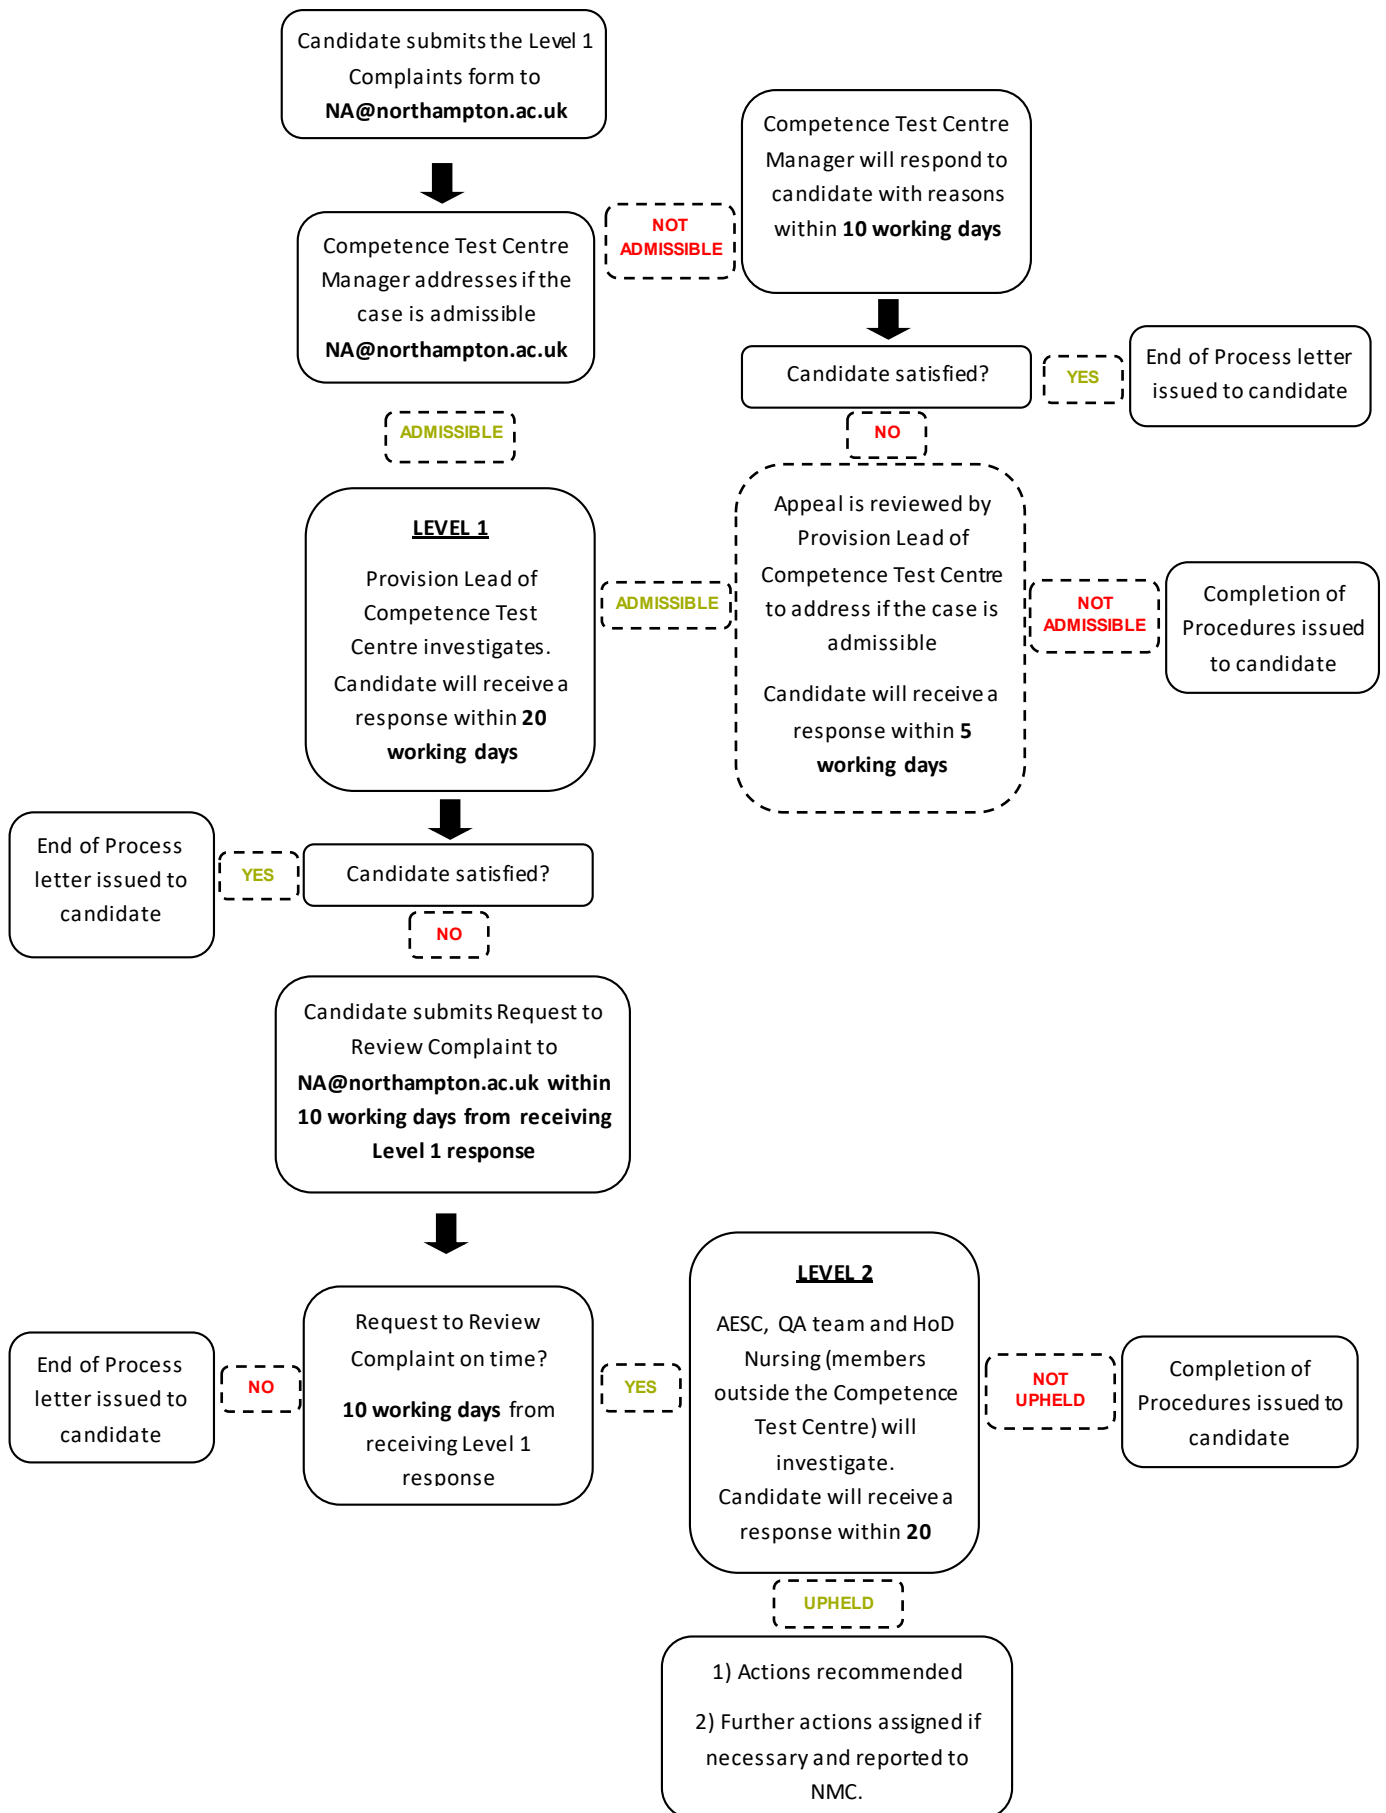 Candidate submits the Level 1
Complaints form to
NA@northampton.ac.uk
Competence Test Centre
Manager will respond to
candidate with reasons
within 10 working days
NOT
ADMISSIBLE
Competence Test Centre
Manager addresses if the
case is admissible
NA@northampton.ac.uk
Candidate satisfied?
YES
End of Process letter
issued to candidate
ADMISSIBLE
NO
LEVEL 1
Provision Lead of
Competence Test
Centre investigates.
Candidate will receive a
response within 20
working days
ADMISSIBLE
Appeal is reviewed by
Provision Lead of
Competence Test Centre
to address if the case is
admissible
Candidate will receive a
response within 5
working days
NOT
ADMISSIBLE
Completion of
Procedures issued
to candidate
End of Process
letter issued to
candidate
YES
Candidate satisfied?
NO
Candidate submits Request to
Review Complaint to
NA@northampton.ac.uk within
10 working days from receiving
Level 1 response
End of Process
letter issued to
candidate
NO
Request to Review
Complaint on time?
10 working days from
receiving Level 1
response
YES
LEVEL 2
AESC, QA team and HoD
Nursing (members
outside the Competence
Test Centre) will
investigate.
Candidate will receive a
response within 20
NOT
UPHELD
Completion of
Procedures issued to
candidate
UPHELD
1) Actions recommended
2) Further actions assigned if
necessary and reported to
NMC.